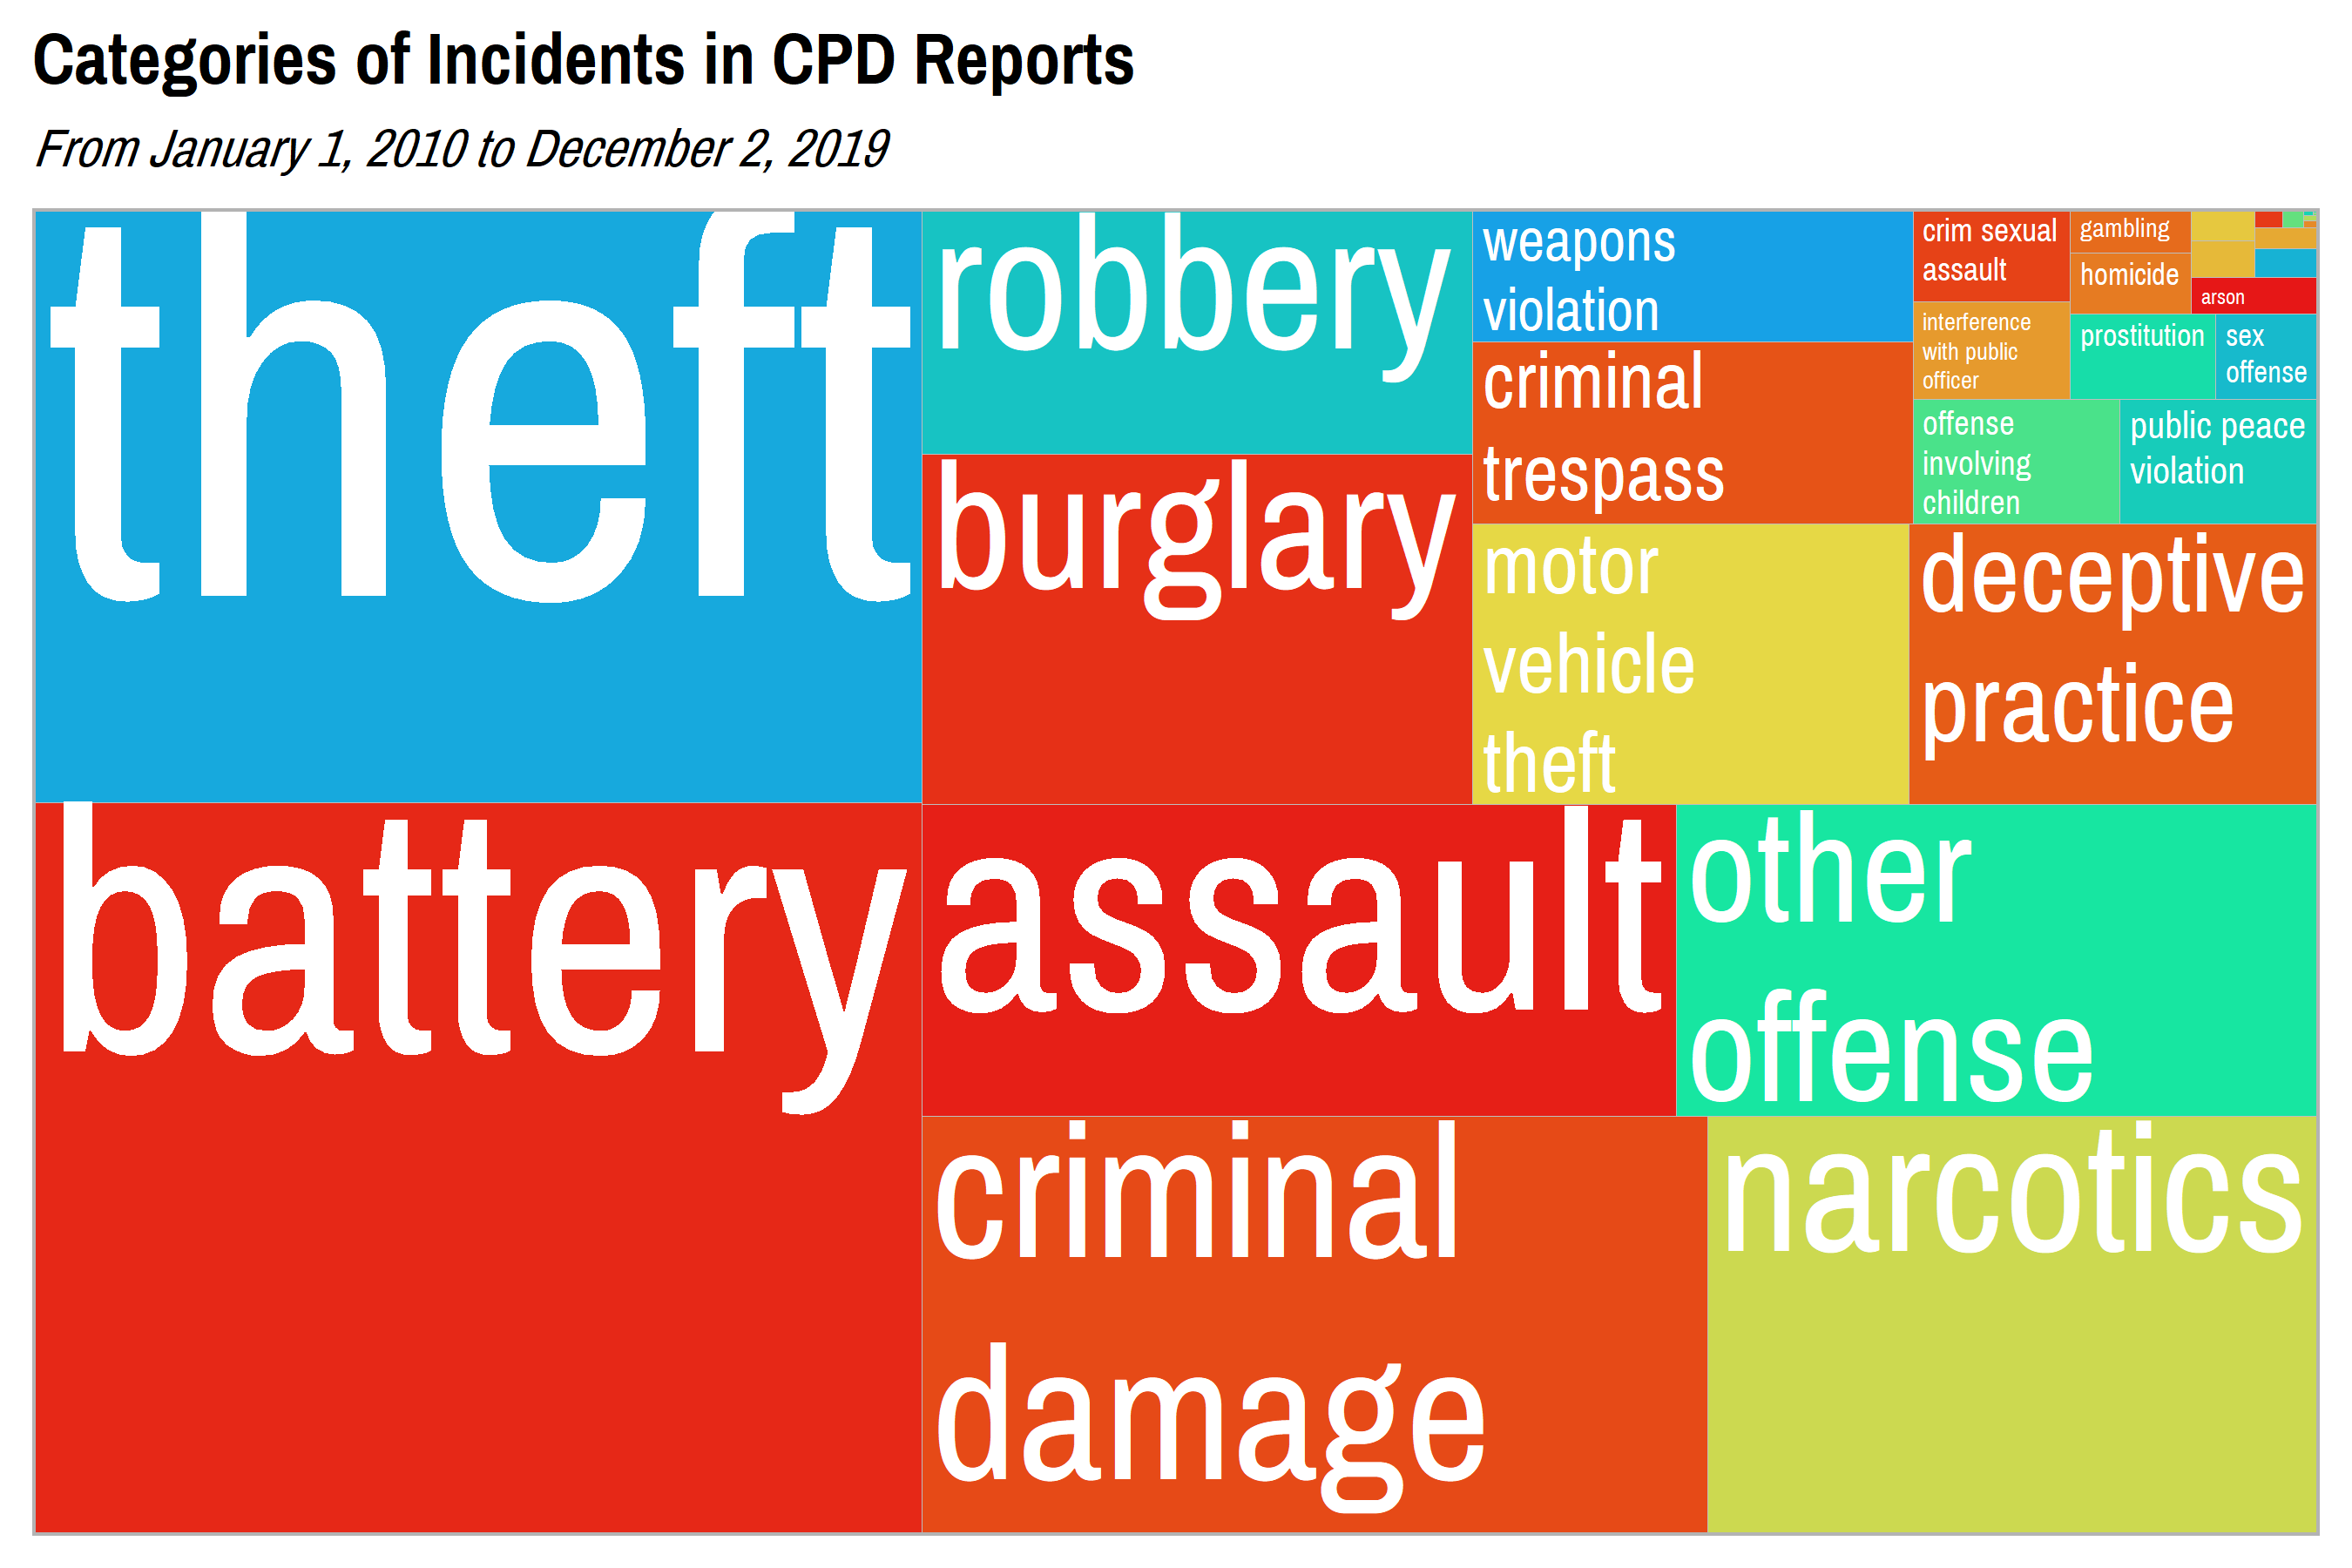 Categories of Incidents in CPD Reports
From January 1, 2010 to December 2, 2019
theft
battery
robbery
burglary
assault
other
offense
criminal
damage
narcotics
weapons
violation
criminal
trespass
motor
vehicle
theft
deceptive
practice
crim sexual
assault
interference
with public
officer
offense
involving
children
public peace
violation
gambling
homicide
arson
prostitution
sex
offense